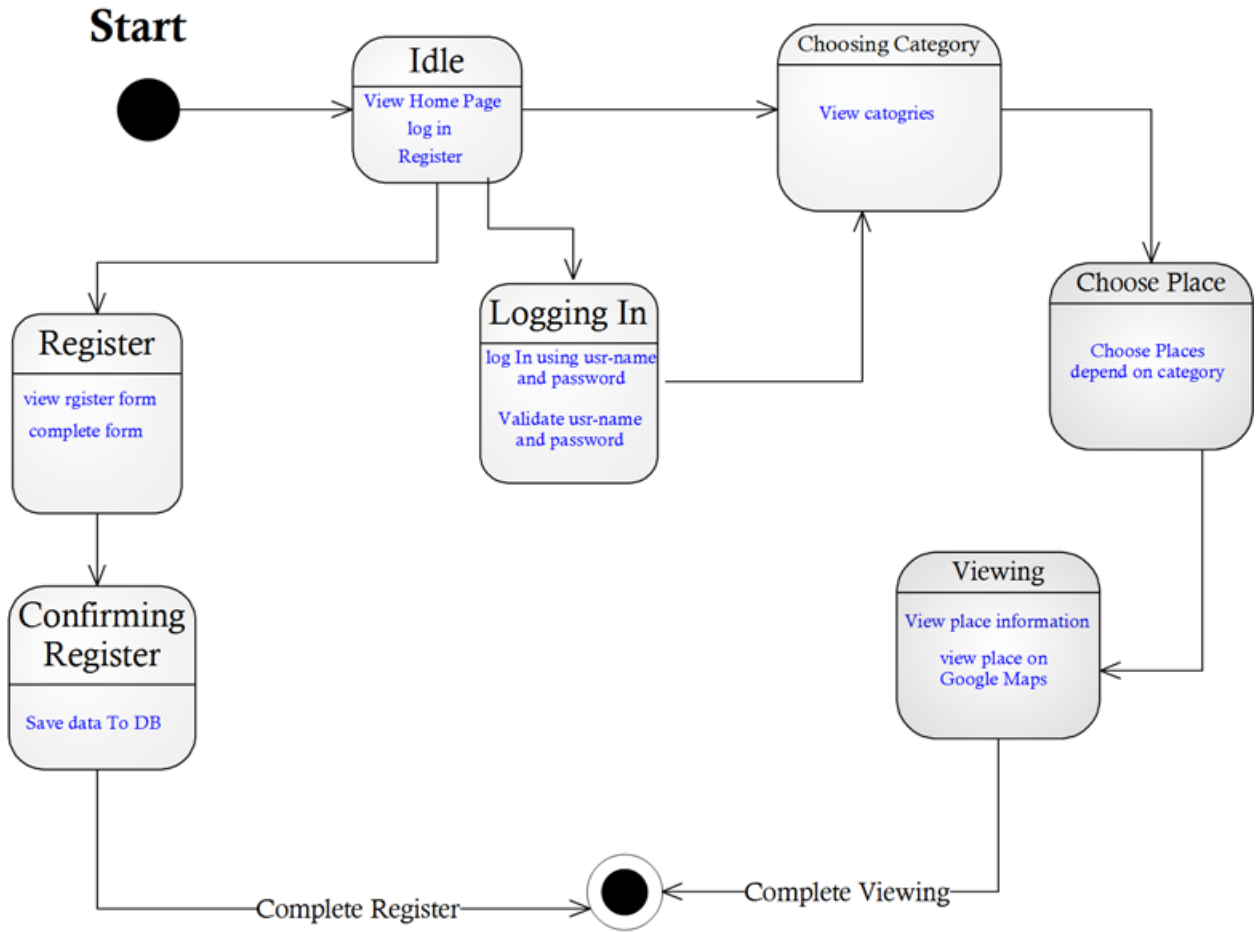 Start
Idle
View Home Page
log in
Register
Choosing Category
View catogries
Choose Place
Choose Places
depend on category
Logging In
log In using usr-name
and password
Validate usr-name
and password
Register
view rgister form
complete form
Confirming
Register
Save data To DB
Viewing
View place information
view place on
Google Maps
Complete Register
Complete Viewing